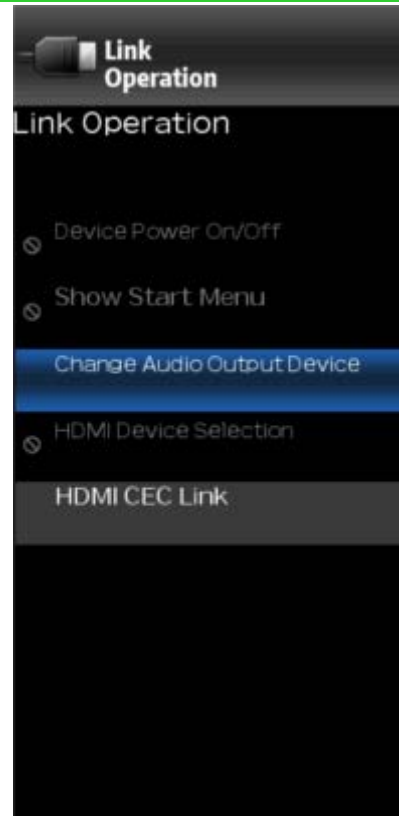 Link
Operation
Link Operation
Device Power On/Off
Show Start Menu
Change Audio Output Device
HDMI Device Selection
HDMI CEC Link